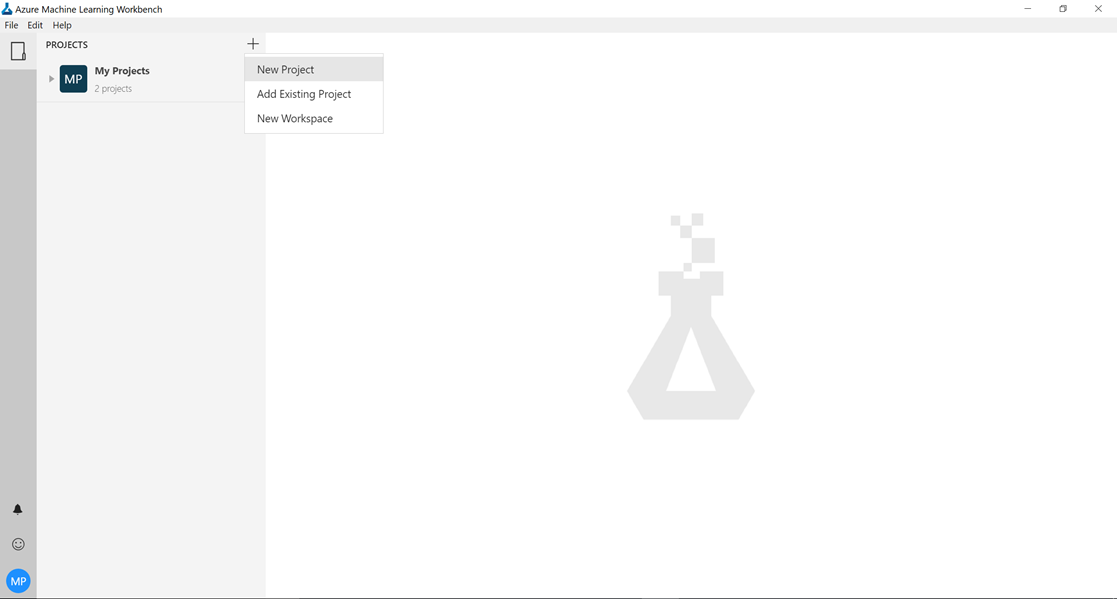 Azure Machine Learning Workbench
File Edit Help
PROJECTS
New Project
MP
My Projects
2 projects
Add Existing Project
New Workspace
MP